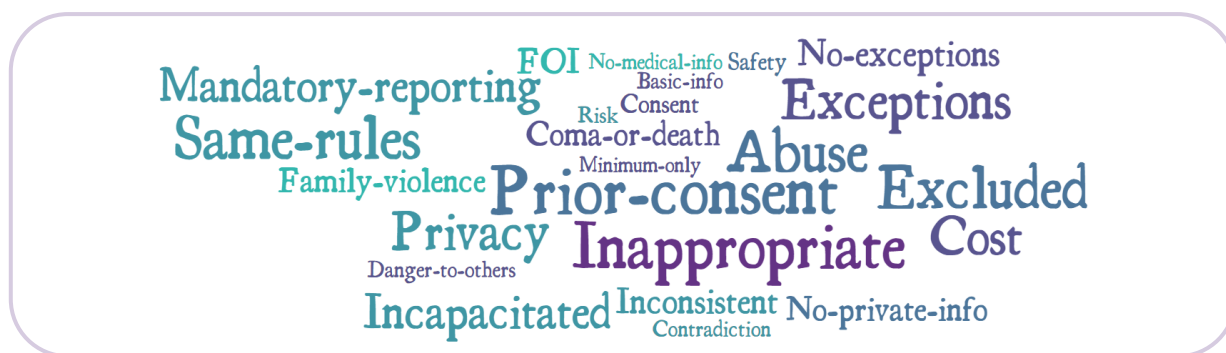 FOI No-medical-info Safety No-exceptions
Mandatory-reporting Basic-info Exceptions
Risk Consent
Same-rules Coma-or-death Abuse
Minimum-only
Family-violence Prior-consent Excluded
Privacy Inappropriate Cost
Danger-to-others
Incapacitated Inconsistent No-private-info
Contradiction